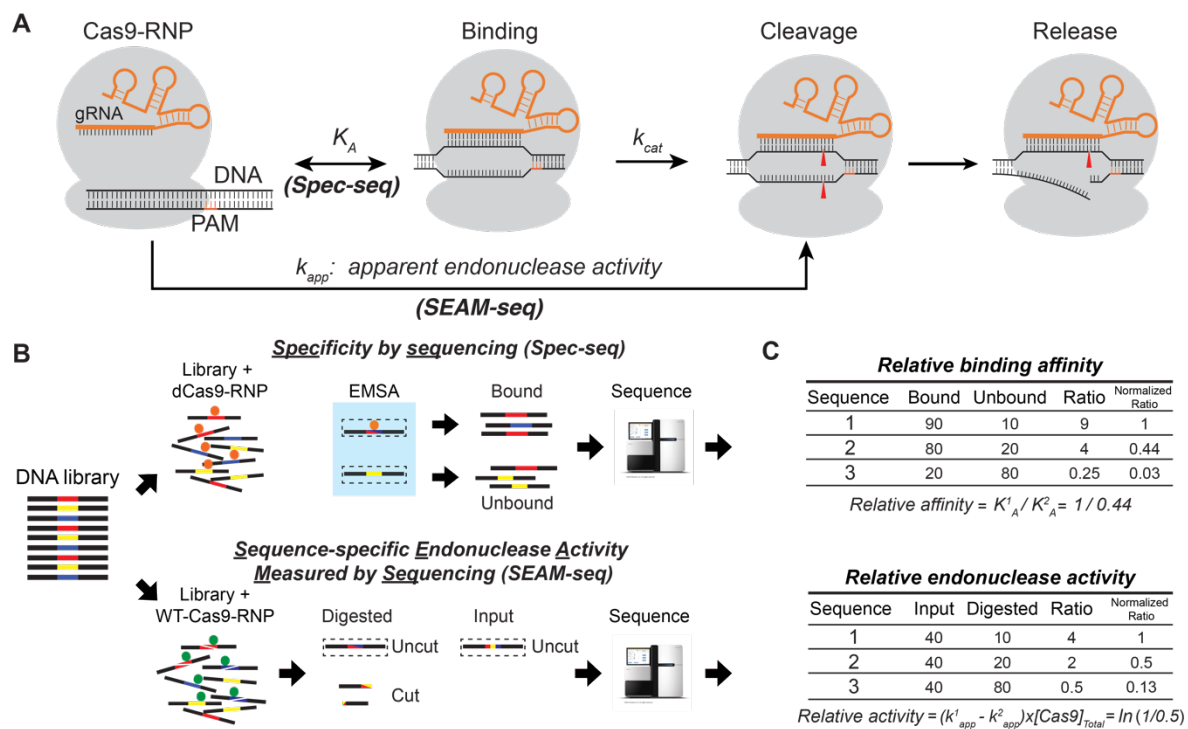 A
Cas9-RNP
Binding
Cleavage
Release
gRNA
K_A
k_cat
(Spec-seq)
DNA
PAM
k_app: apparent endonuclease activity
(SEAM-seq)
B
Specificity by sequencing (Spec-seq)
Library +
dCas9-RNP
EMSA
Bound
Sequence
Unbound
DNA library
Sequence-specific Endonuclease Activity
Measured by Sequencing (SEAM-seq)
Library +
WT-Cas9-RNP
Digested
Input
Sequence
Uncut
Uncut
Cut
C
Relative binding affinity
Sequence Bound Unbound Ratio Normalized Ratio
1 90 10 9 1
2 80 20 4 0.44
3 20 80 0.25 0.03
Relative affinity = K^1_A / K^2_A = 1 / 0.44
Relative endonuclease activity
Sequence Input Digested Ratio Normalized Ratio
1 40 10 4 1
2 40 20 2 0.5
3 40 80 0.5 0.13
Relative activity = (k^1_app - k^2_app)x[Cas9]_Total = ln (1/0.5)